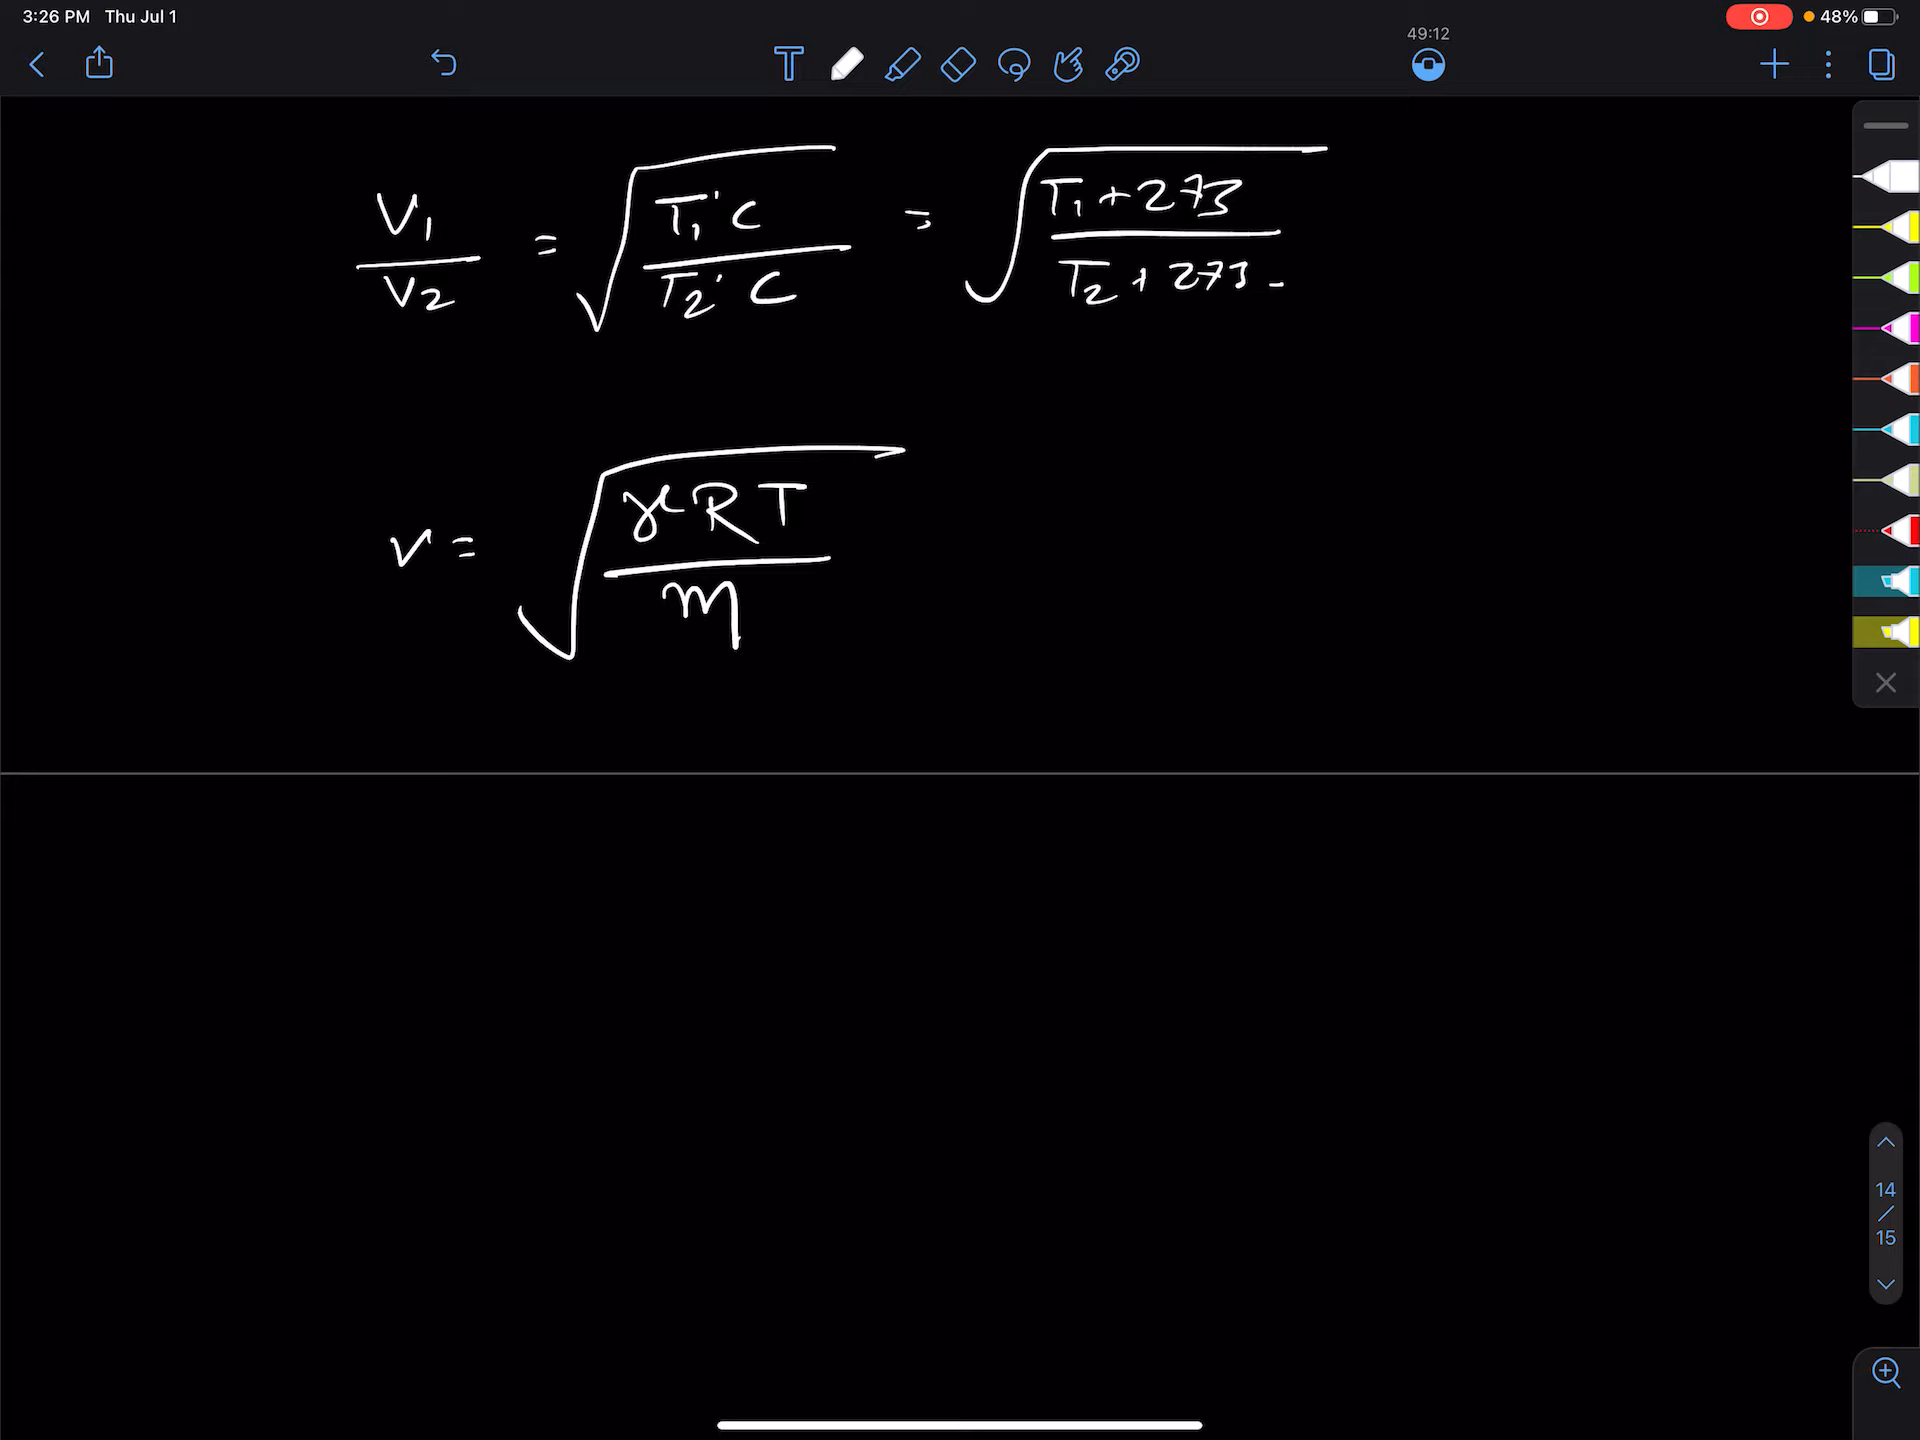 3:26 PM Thu Jul 1
48%
49:12
V₁/V₂ = √(T₁°C / T₂°C) = √(T₁+273 / T₂+273)
v = √(γRT / m)
14
/
15